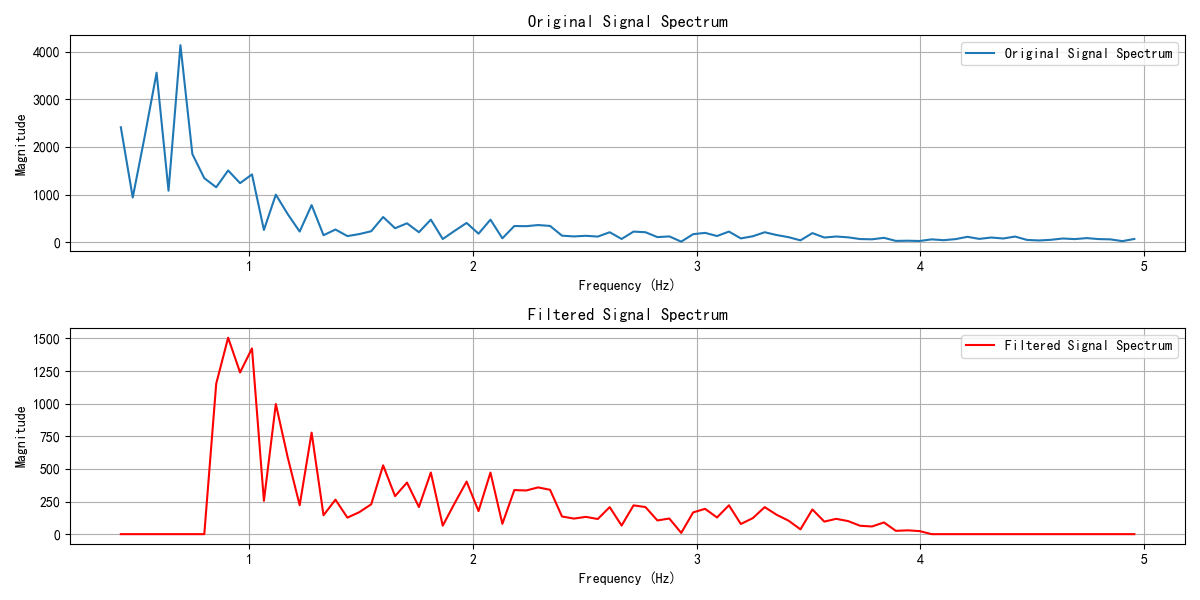 Original Signal Spectrum
Original Signal Spectrum
4000
3000
2000
1000
0
Magnitude
1 2 3 4 5
Frequency (Hz)
Filtered Signal Spectrum
Filtered Signal Spectrum
1500
1250
1000
750
500
250
0
Magnitude
1 2 3 4 5
Frequency (Hz)